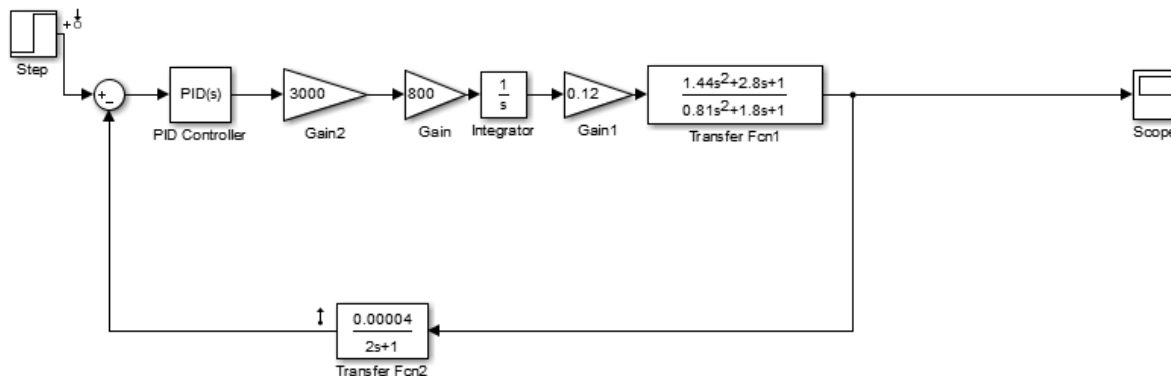 Step
+
-
PID(s)
PID Controller
3000
Gain2
800
Gain
1
s
Integrator
0.12
Gain1
1.44s²+2.8s+1
0.81s²+1.8s+1
Transfer Fcn1
Scope
0.00004
2s+1
Transfer Fcn2